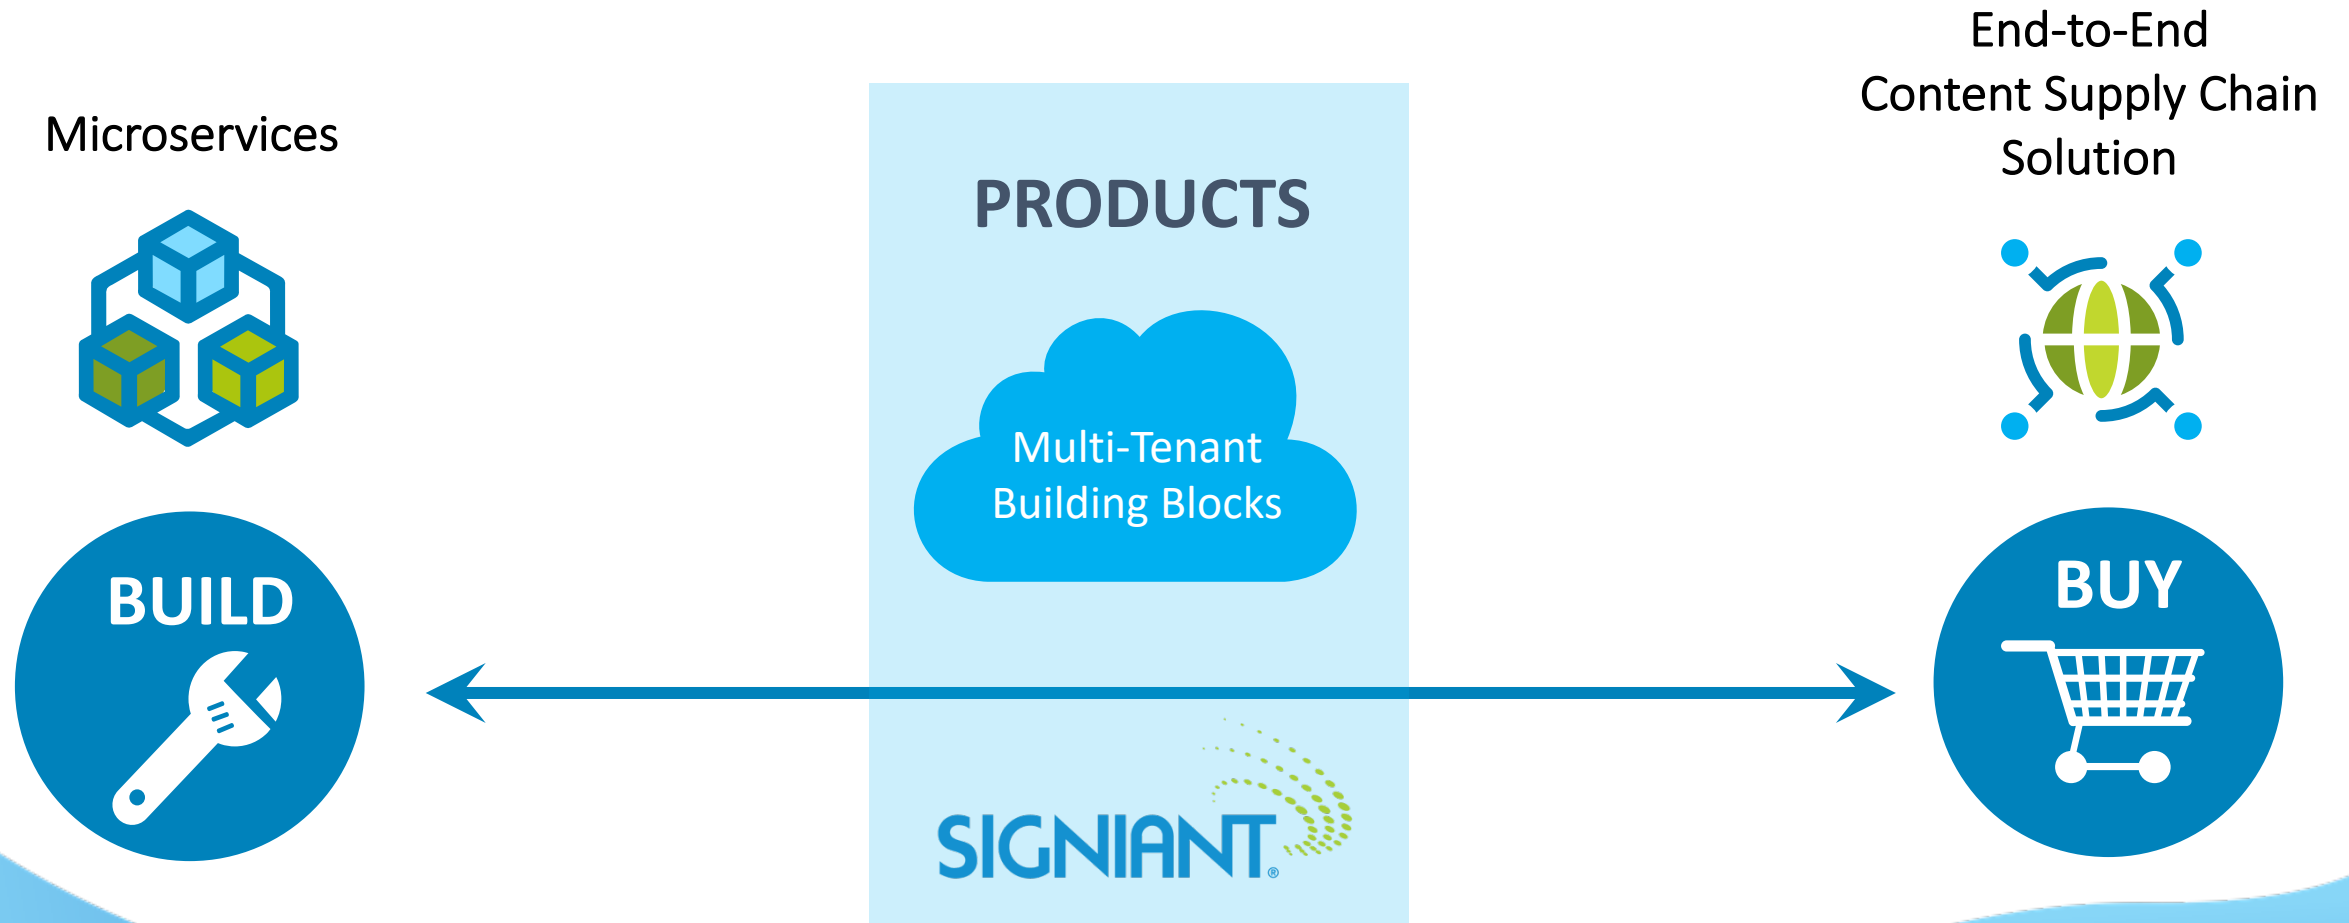 Microservices
BUILD
PRODUCTS
Multi-Tenant
Building Blocks
SIGNIANT®
End-to-End
Content Supply Chain
Solution
BUY